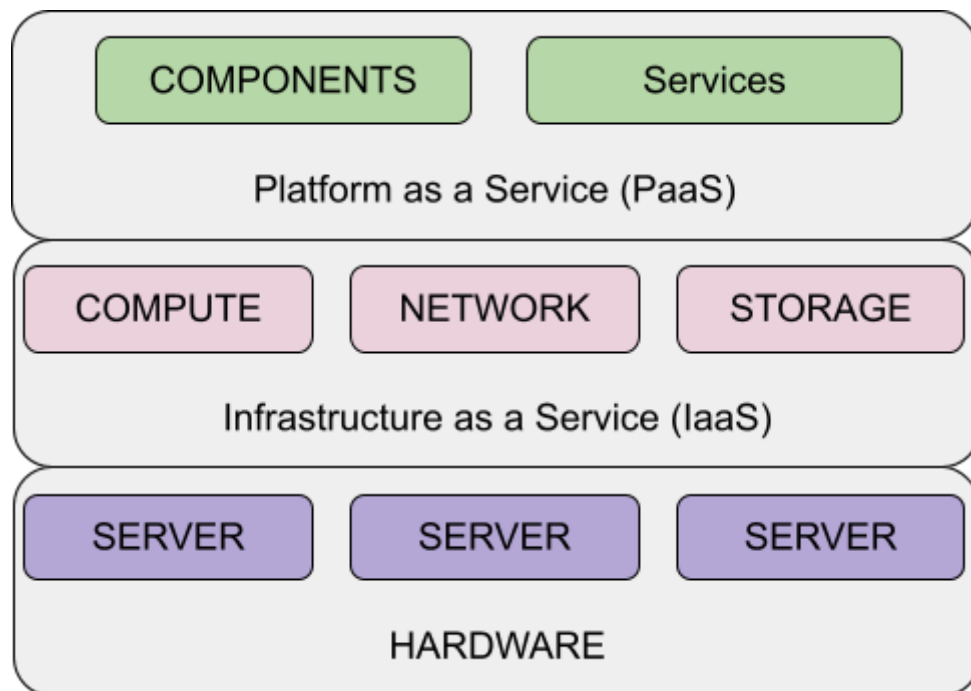 COMPONENTS Services
Platform as a Service (PaaS)
COMPUTE NETWORK STORAGE
Infrastructure as a Service (IaaS)
SERVER SERVER SERVER
HARDWARE